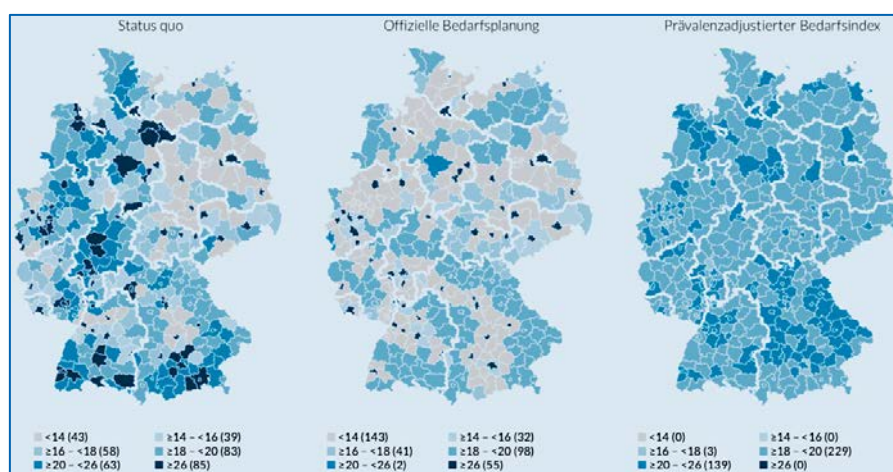 Status quo
Offizielle Bedarfsplanung
Prävalenzadjustierter Bedarfsindex
<14 (43)
≥14 – <16 (39)
≥16 – <18 (58)
≥18 – <20 (83)
≥20 – <26 (63)
≥26 (85)
<14 (143)
≥14 – <16 (32)
≥16 – <18 (41)
≥18 – <20 (98)
≥20 – <26 (2)
≥26 (55)
<14 (0)
≥14 – <16 (0)
≥16 – <18 (3)
≥18 – <20 (229)
≥20 – <26 (139)
≥26 (0)